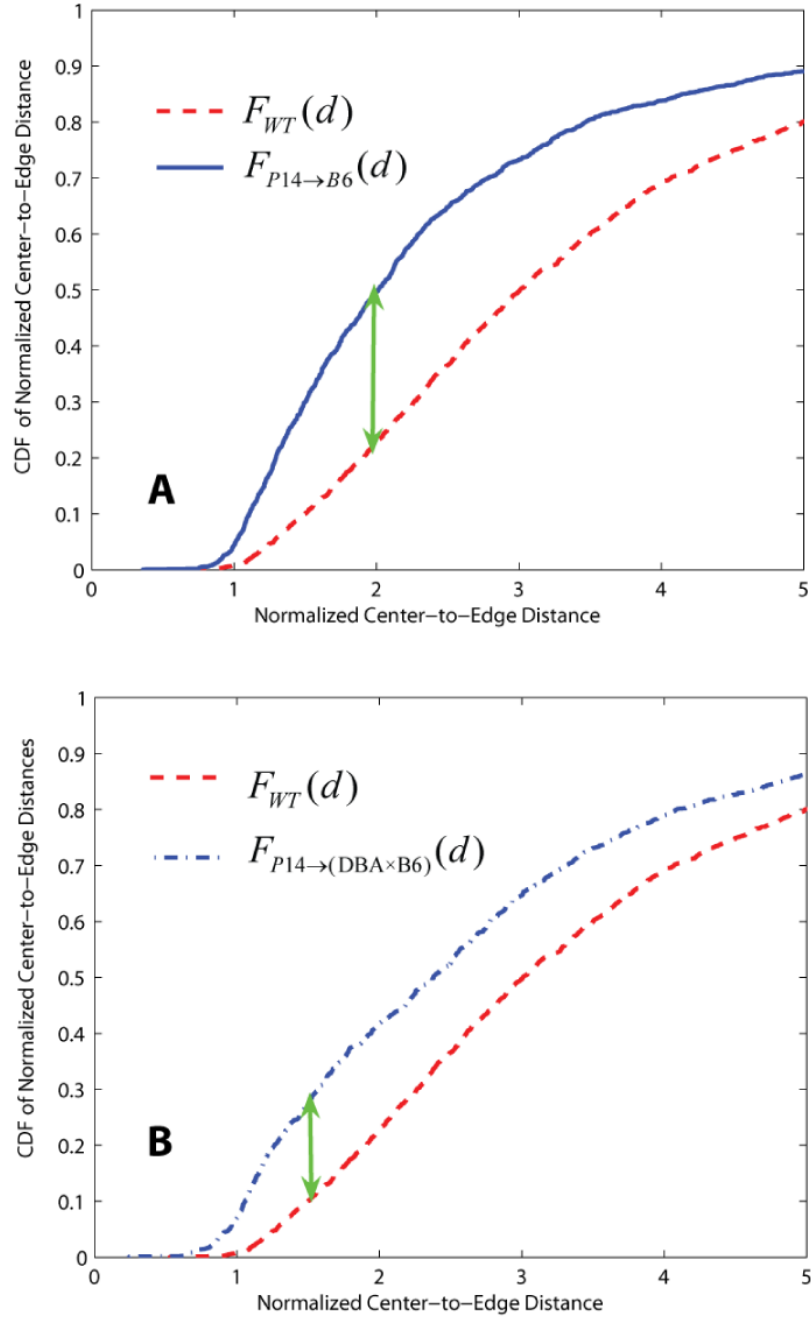 1
0.9
0.8
0.7
0.6
0.5
0.4
0.3
0.2
0.1
0
CDF of Normalized Center-to-Edge Distance
F_WT(d)
F_P14→B6(d)
A
0 1 2 3 4 5
Normalized Center-to-Edge Distance
1
0.9
0.8
0.7
0.6
0.5
0.4
0.3
0.2
0.1
0
CDF of Normalized Center-to-Edge Distances
F_WT(d)
F_P14→(DBA×B6)(d)
B
0 1 2 3 4 5
Normalized Center-to-Edge Distance